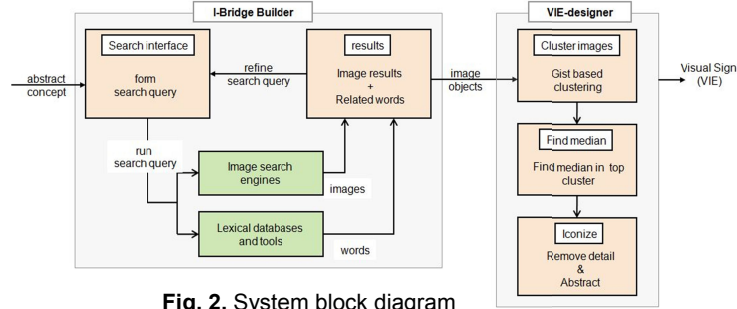 I-Bridge Builder
VIE-designer
Search interface
form
search query
results
Image results
+
Related words
Cluster images
Gist based
clustering
abstract
concept
refine
search query
image
objects
Visual Sign
(VIE)
run
search query
Image search
engines
images
Find median
Find median in top
cluster
Lexical databases
and tools
words
Iconize
Remove detail
&
Abstract
Fig. 2. System block diagram